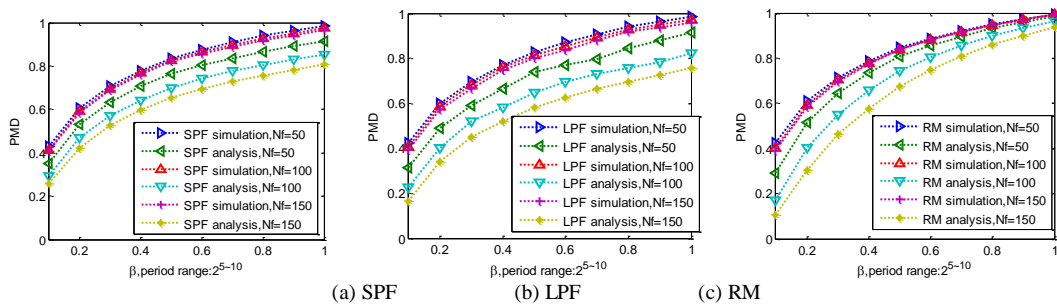 1
0.8
0.6
0.4
0.2
0
PMD
SPF simulation,Nf=50
SPF analysis,Nf=50
SPF simulation,Nf=100
SPF analysis,Nf=100
SPF simulation,Nf=150
SPF analysis,Nf=150
0.2 0.4 0.6 0.8 1
β,period range:2^5~10
1
0.8
0.6
0.4
0.2
0
PMD
LPF simulation,Nf=50
LPF analysis,Nf=50
LPF simulation,Nf=100
LPF analysis,Nf=100
LPF simulation,Nf=150
LPF analysis,Nf=150
0.2 0.4 0.6 0.8 1
β,period range:2^5~10
1
0.8
0.6
0.4
0.2
0
PMD
RM simulation,Nf=50
RM analysis,Nf=50
RM simulation,Nf=100
RM analysis,Nf=100
RM simulation,Nf=150
RM analysis,Nf=150
0.2 0.4 0.6 0.8 1
β,period range:2^5~10
(a) SPF (b) LPF (c) RM